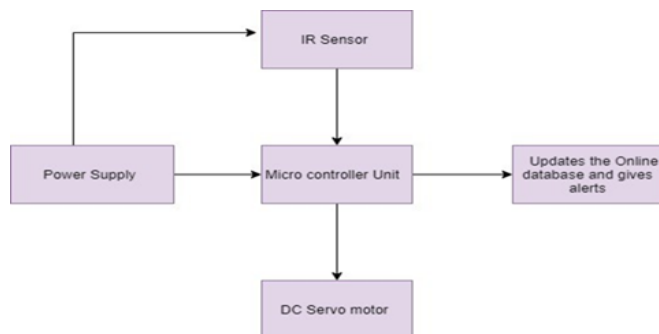 IR Sensor
Power Supply
Micro controller Unit
Updates the Online
database and gives
alerts
DC Servo motor